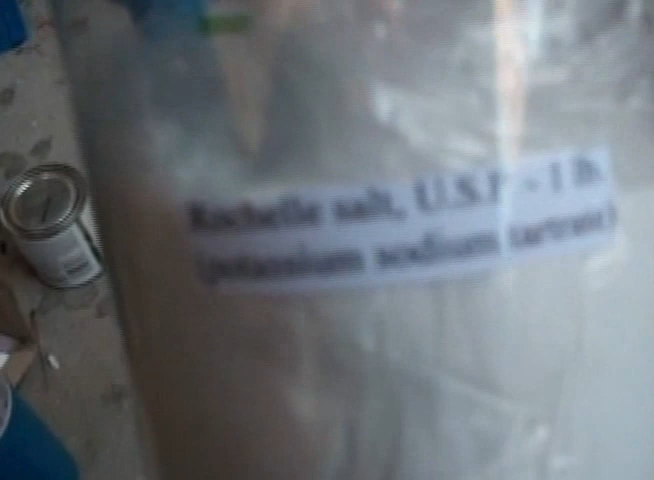 Rochelle salt, U.S.P. - 1 lb.
(potassium sodium tartrate)